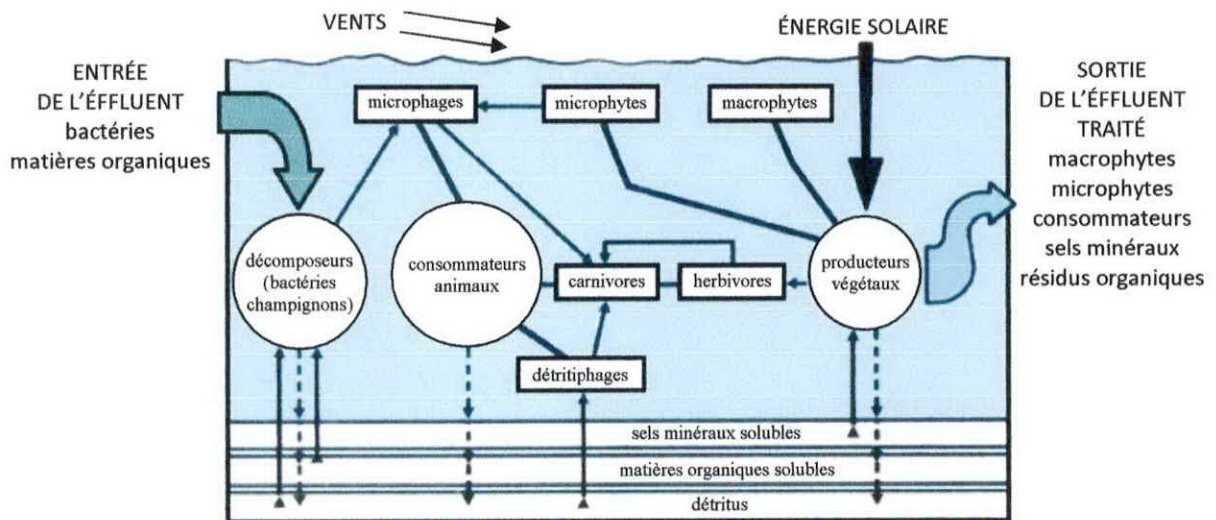 VENTS
ÉNERGIE SOLAIRE
ENTRÉE
DE L'ÉFFLUENT
bactéries
matières organiques
microphages
microphytes
macrophytes
SORTIE
DE L'ÉFFLUENT
TRAITÉ
macrophytes
microphytes
consommateurs
sels minéraux
résidus organiques
décomposeurs
(bactéries
champignons)
consommateurs
animaux
carnivores
herbivores
producteurs
végétaux
détritiphages
sels minéraux solubles
matières organiques solubles
détritus